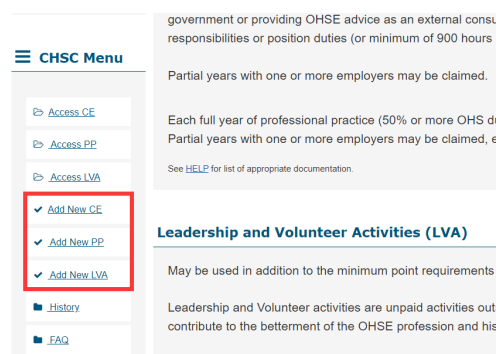 government or providing OHSE advice as an external
responsibilities or position duties (or minimum of 900 hours
CHSC Menu
Partial years with one or more employers may be claimed.
Access CE
Each full year of professional practice (50% or more OHS
Access PP
Partial years with one or more employers may be claimed,
Access LVA
See HELP for list of appropriate documentation.
Add New CE
Add New PP
Leadership and Volunteer Activities (LVA)
Add New LVA
May be used in addition to the minimum point requirements
History
Leadership and Volunteer activities are unpaid activities
contribute to the betterment of the OHSE profession and
FAQ